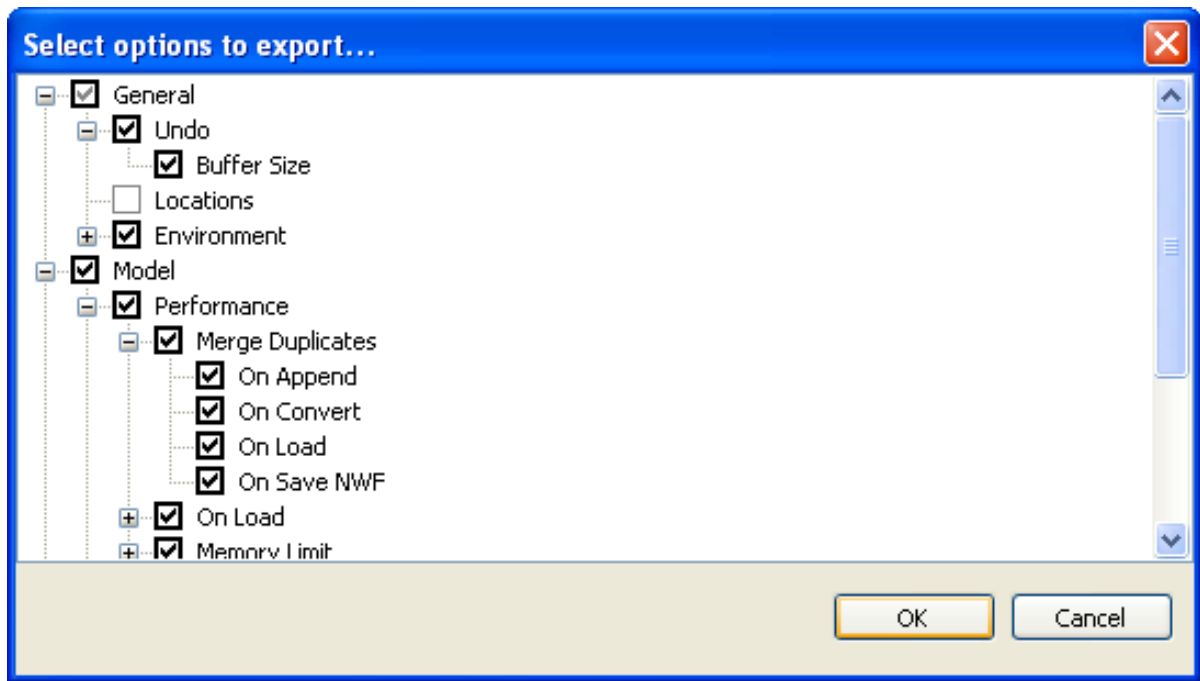 Select options to export...
General
Undo
Buffer Size
Locations
Environment
Model
Performance
Merge Duplicates
On Append
On Convert
On Load
On Save NWF
On Load
Memory Limit
OK Cancel